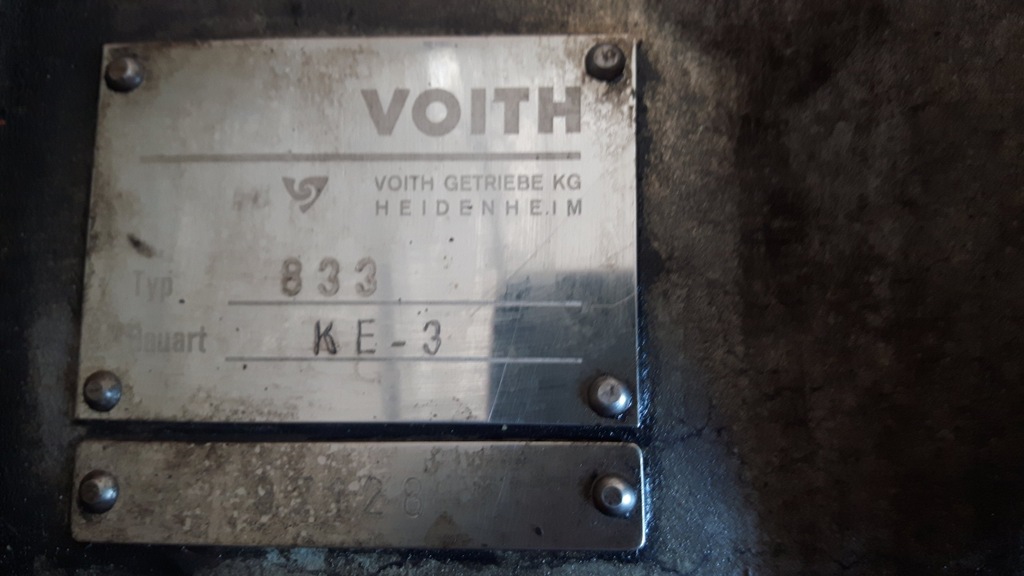 VOITH
VOITH GETRIEBE KG
HEIDENHEIM
Typ 833
Bauart KE-3